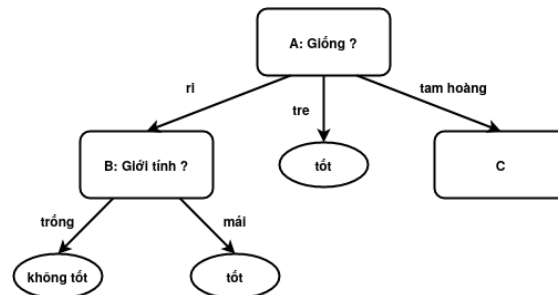 A: Giống ?
ri
tre
tam hoàng
B: Giới tính ?
tốt
C
trống
mái
không tốt
tốt